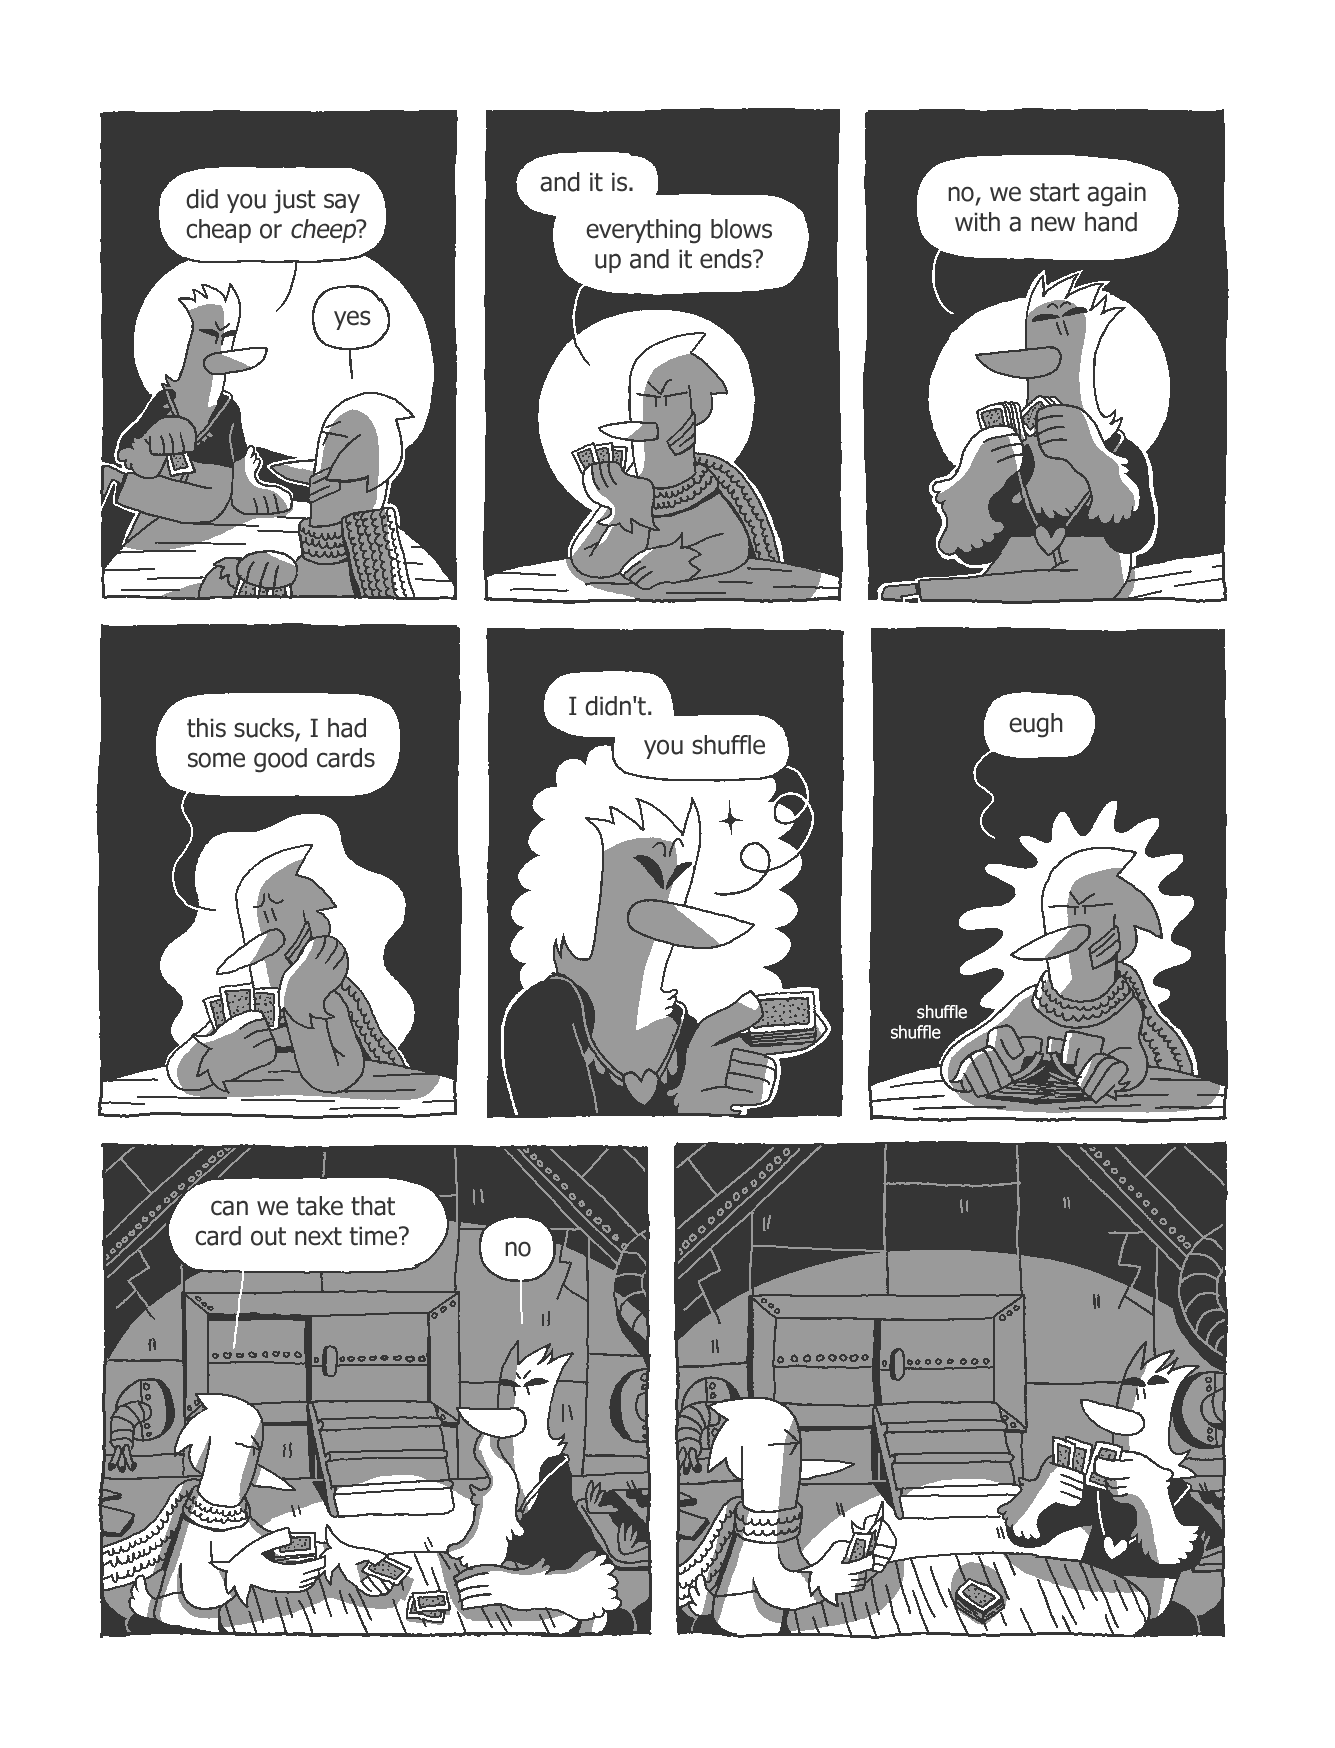 did you just say
cheap or cheep?
yes
and it is.
everything blows
up and it ends?
no, we start again
with a new hand
this sucks, I had
some good cards
I didn't.
you shuffle
eugh
shuffle
shuffle
can we take that
card out next time?
no